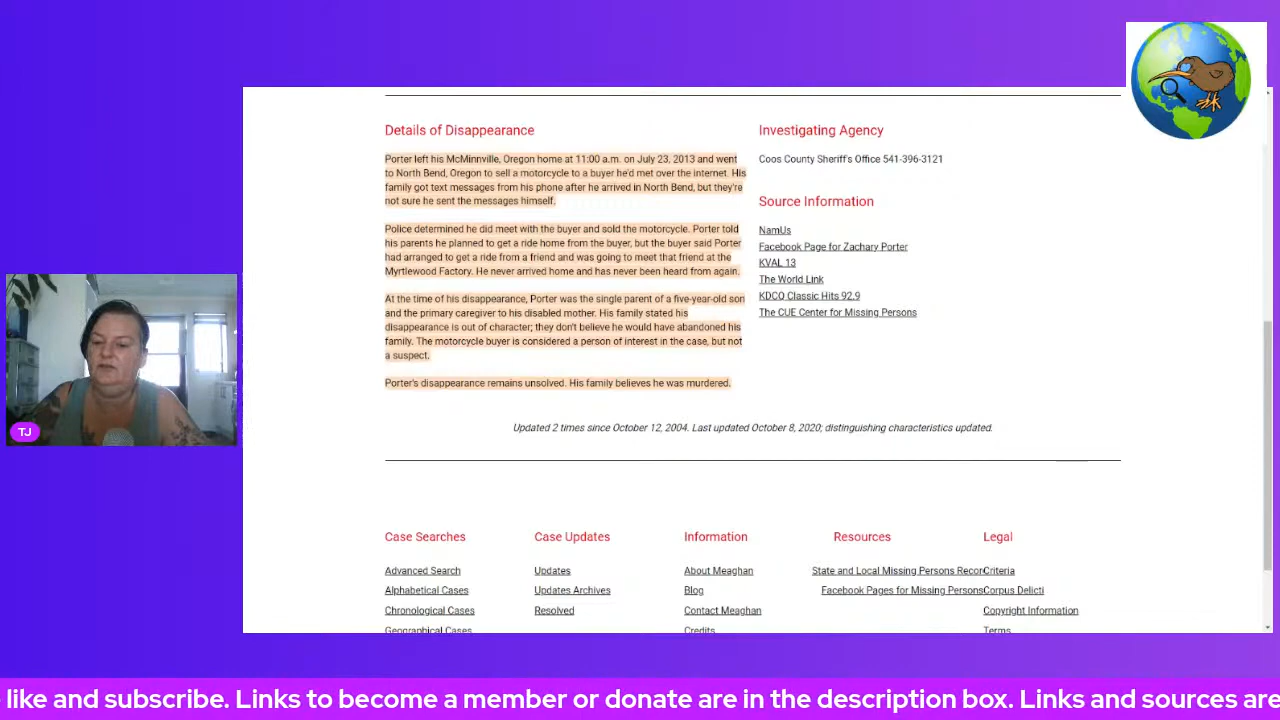 Details of Disappearance
Porter left his McMinnville, Oregon home at 11:00 a.m. on July 23, 2013 and went
to North Bend, Oregon to sell a motorcycle to a buyer he'd met over the internet. His
family got text messages from his phone after he arrived in North Bend, but they're
not sure he sent the messages himself.
Police determined he did meet with the buyer and sold the motorcycle. Porter told
his parents he planned to get a ride home from the buyer, but the buyer said Porter
had arranged to get a ride from a friend and was going to meet that friend at the
Myrtlewood Factory. He never arrived home and has never been heard from again.
At the time of his disappearance, Porter was the single parent of a five-year-old son
and the primary caregiver to his disabled mother. His family stated his
disappearance is out of character; they don't believe he would have abandoned his
family. The motorcycle buyer is considered a person of interest in the case, but not
a suspect.
Porter's disappearance remains unsolved. His family believes he was murdered.
Investigating Agency
Coos County Sheriff's Office 541-396-3121
Source Information
NamUs
Facebook Page for Zachary Porter
KVAL 13
The World Link
KDCQ Classic Hits 92.9
The CUE Center for Missing Persons
Updated 2 times since October 12, 2004. Last updated October 8, 2020; distinguishing characteristics updated.
TJ
Case Searches
Advanced Search
Alphabetical Cases
Chronological Cases
Geographical Cases
Case Updates
Updates
Updates Archives
Resolved
Information
About Meaghan
Blog
Contact Meaghan
Credits
Resources
State and Local Missing Persons Recor
Facebook Pages for Missing Persons
Legal
Criteria
Corpus Delicti
Copyright Information
Terms
like and subscribe. Links to become a member or donate are in the description box. Links and sources are